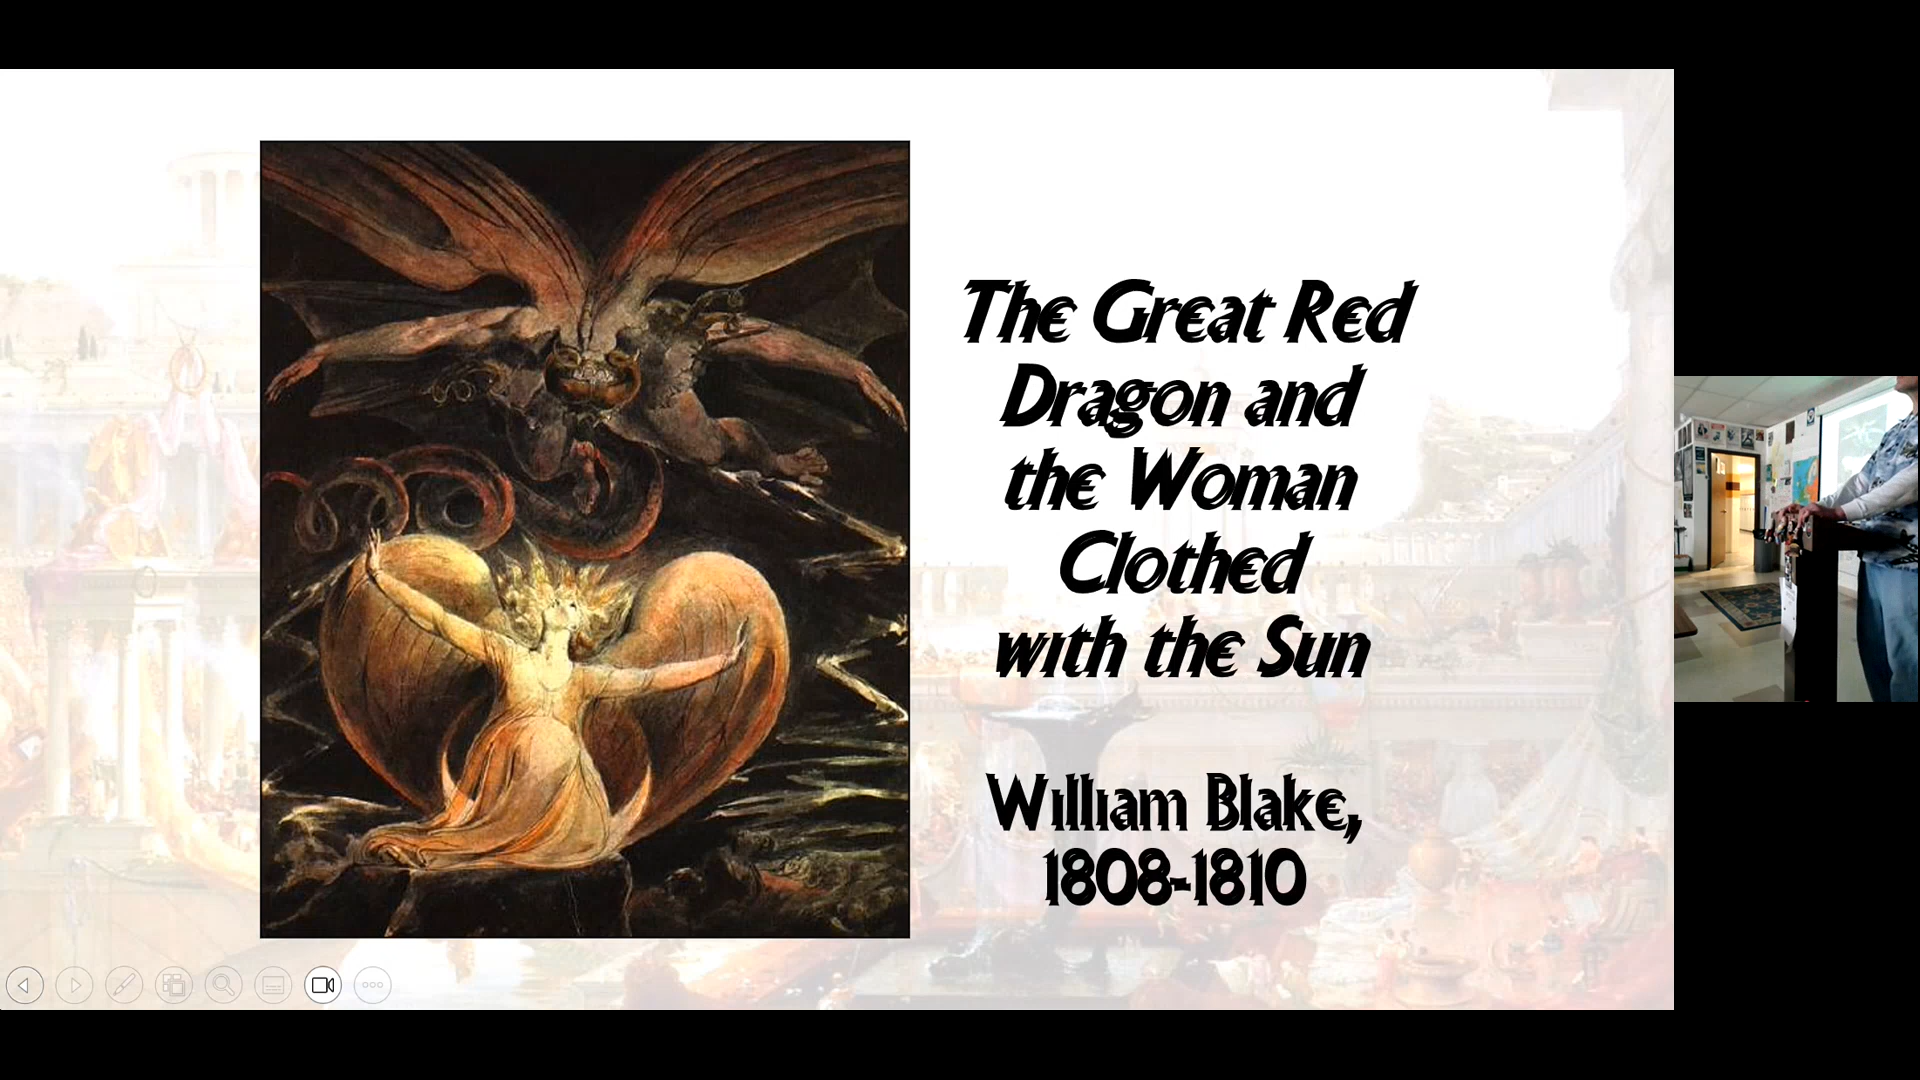 The Great Red
Dragon and
the Woman
Clothed
with the Sun
William Blake,
1808-1810